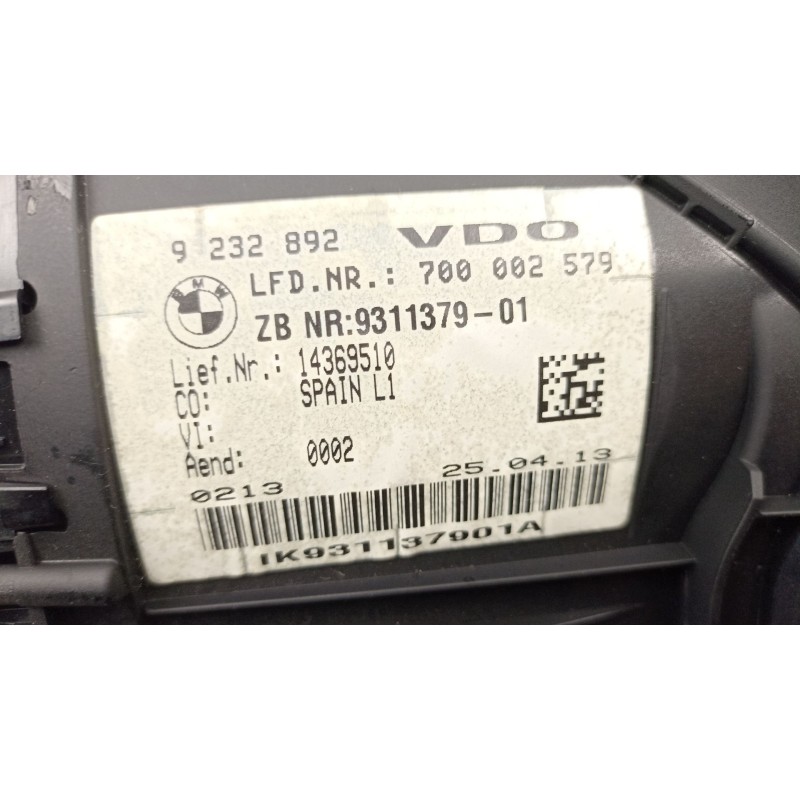 9 232 892 VDO
BMW LFD.NR.: 700 002 579
ZB NR:9311379-01
Lief.Nr.: 14369510
CO: SPAIN L1
VI:
Aend: 0002
0213 25.04.13
IK931137901A